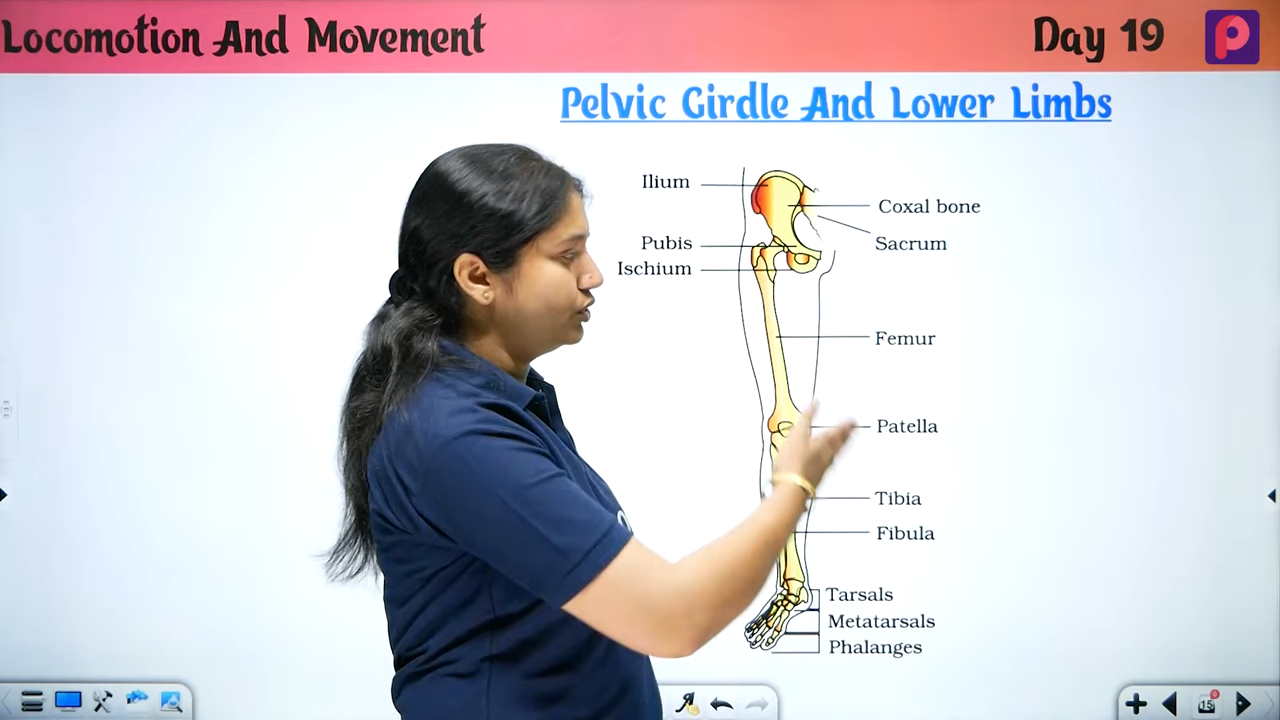 Locomotion And Movement
Day 19
Pelvic Girdle And Lower Limbs
Ilium
Coxal bone
Pubis
Sacrum
Ischium
Femur
Patella
Tibia
Fibula
Tarsals
Metatarsals
Phalanges
15